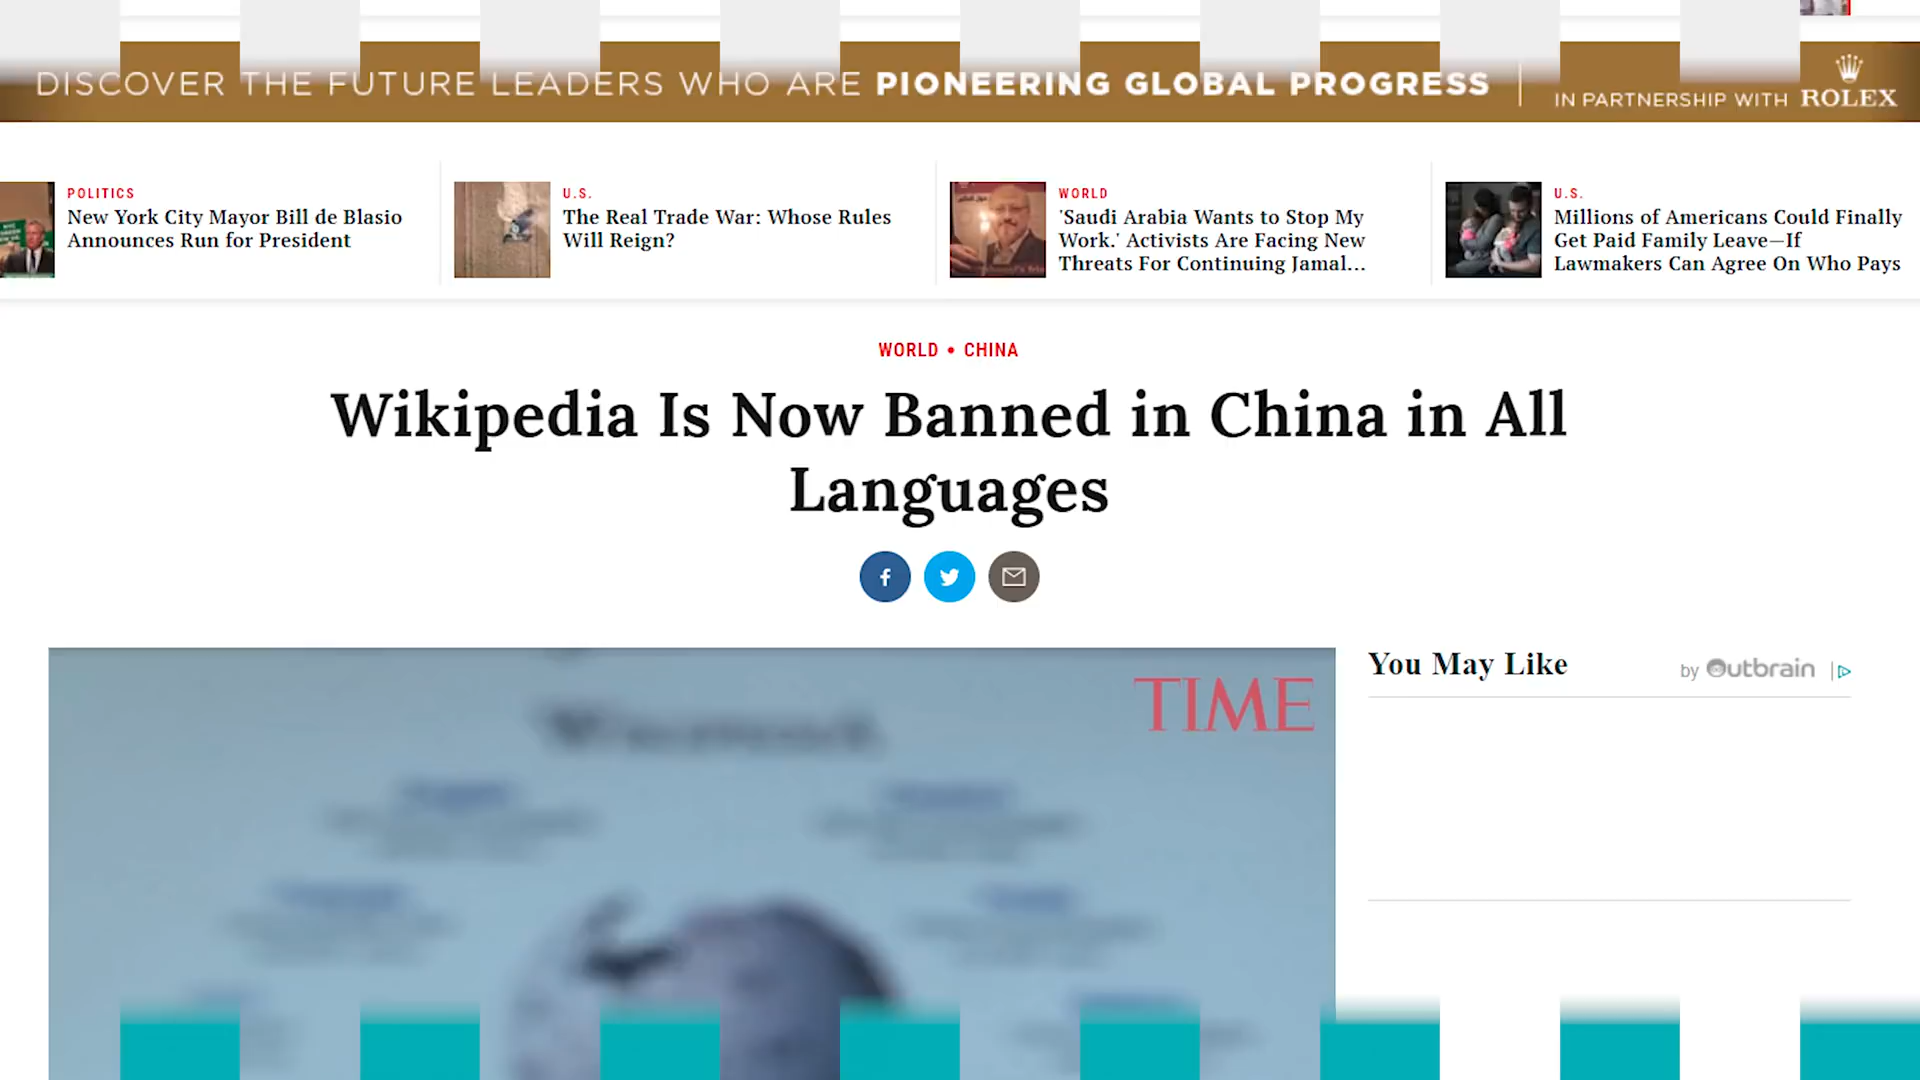 DISCOVER THE FUTURE LEADERS WHO ARE PIONEERING GLOBAL PROGRESS
IN PARTNERSHIP WITH ROLEX
POLITICS
New York City Mayor Bill de Blasio
Announces Run for President
U.S.
The Real Trade War: Whose Rules
Will Reign?
WORLD
'Saudi Arabia Wants to Stop My
Work.' Activists Are Facing New
Threats For Continuing Jamal...
U.S.
Millions of Americans Could Finally
Get Paid Family Leave—If
Lawmakers Can Agree On Who Pays
WORLD • CHINA
Wikipedia Is Now Banned in China in All
Languages
TIME
You May Like
by Outbrain